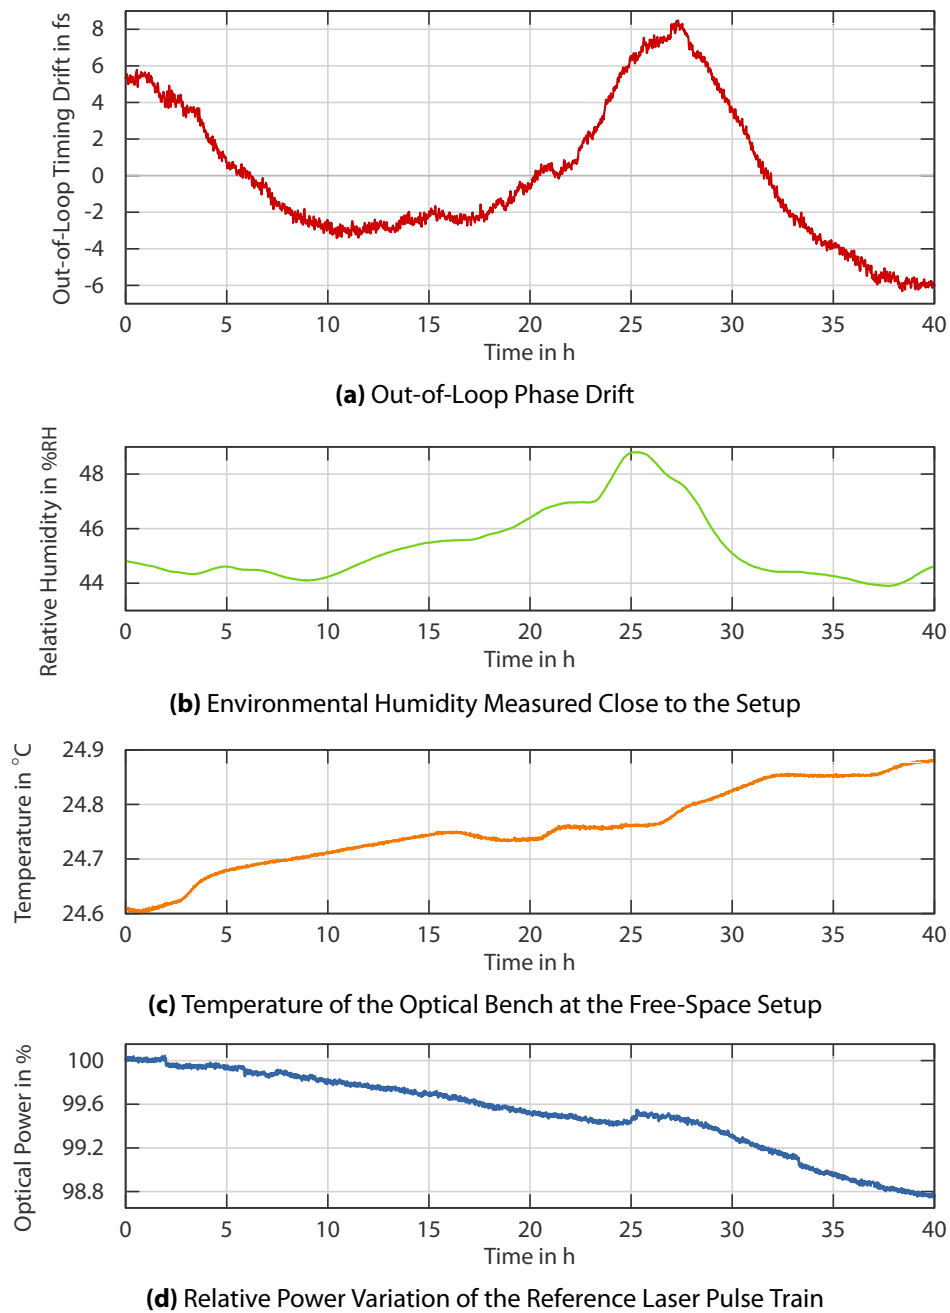 Out-of-Loop Timing Drift in fs
8
6
4
2
0
-2
-4
-6
0 5 10 15 20 25 30 35 40
Time in h
(a) Out-of-Loop Phase Drift
Relative Humidity in %RH
48
46
44
0 5 10 15 20 25 30 35 40
Time in h
(b) Environmental Humidity Measured Close to the Setup
Temperature in °C
24.9
24.8
24.7
24.6
0 5 10 15 20 25 30 35 40
Time in h
(c) Temperature of the Optical Bench at the Free-Space Setup
Optical Power in %
100
99.6
99.2
98.8
0 5 10 15 20 25 30 35 40
Time in h
(d) Relative Power Variation of the Reference Laser Pulse Train